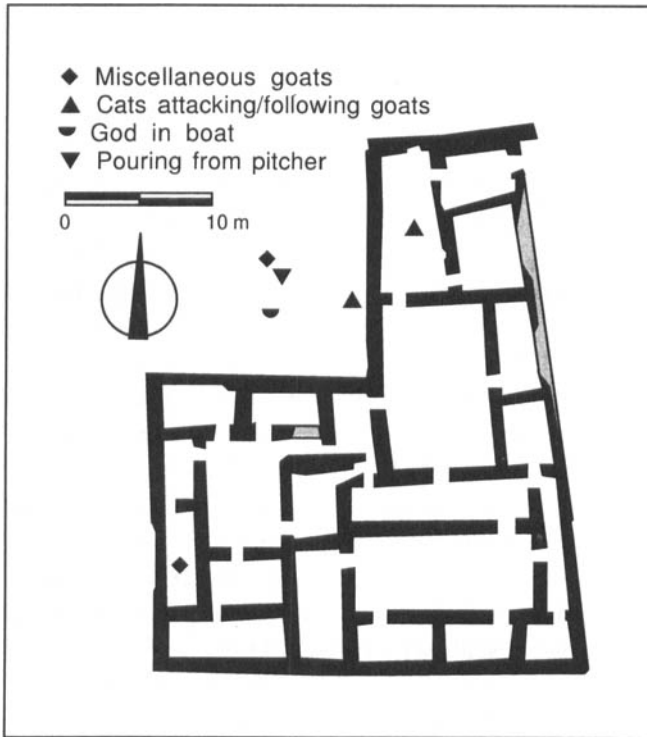 Miscellaneous goats
Cats attacking/following goats
God in boat
Pouring from pitcher
0 10 m